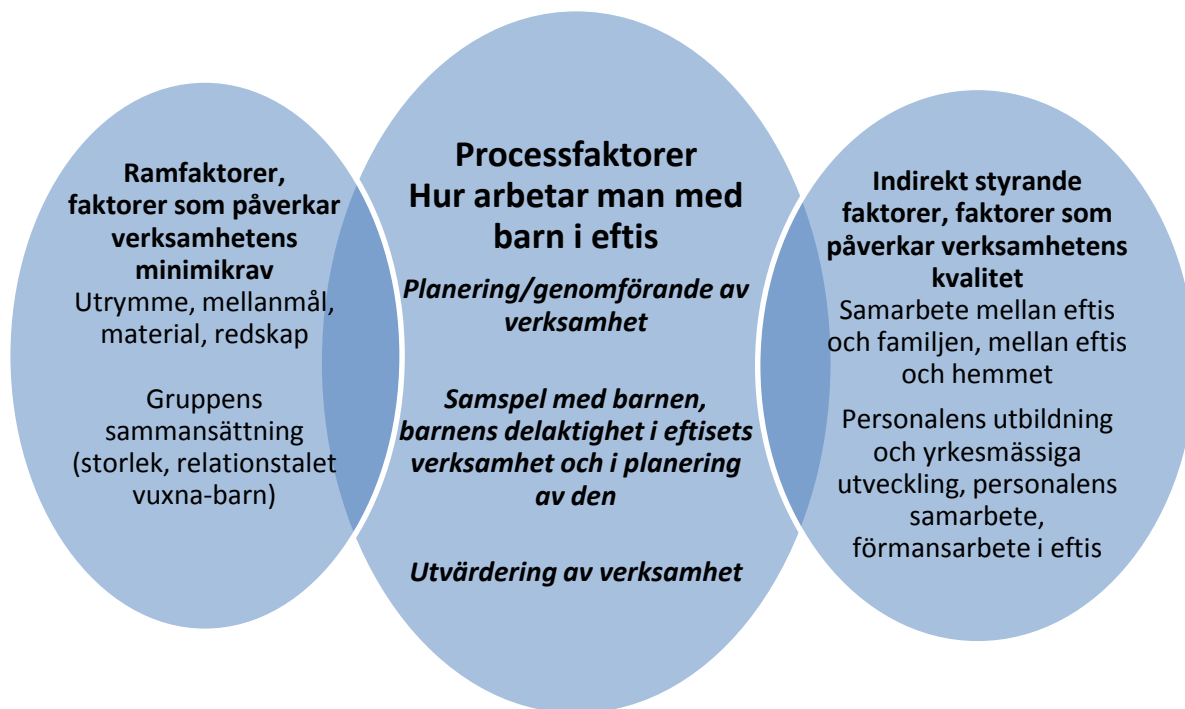 Ramfaktorer,
faktorer som påverkar
verksamhetens
minimikrav
Utrymme, mellanmål,
material, redskap
Gruppens
sammansättning
(storlek, relationstalet
vuxna-barn)
Processfaktorer
Hur arbetar man med
barn i eftis
Planering/genomförande av
verksamhet
Samspel med barnen,
barnens delaktighet i eftisets
verksamhet och i planering
av den
Utvärdering av verksamhet
Indirekt styrande
faktorer, faktorer som
påverkar verksamhetens
kvalitet
Samarbete mellan eftis
och familjen, mellan eftis
och hemmet
Personalens utbildning
och yrkesmässiga
utveckling, personalens
samarbete,
förmansarbete i eftis